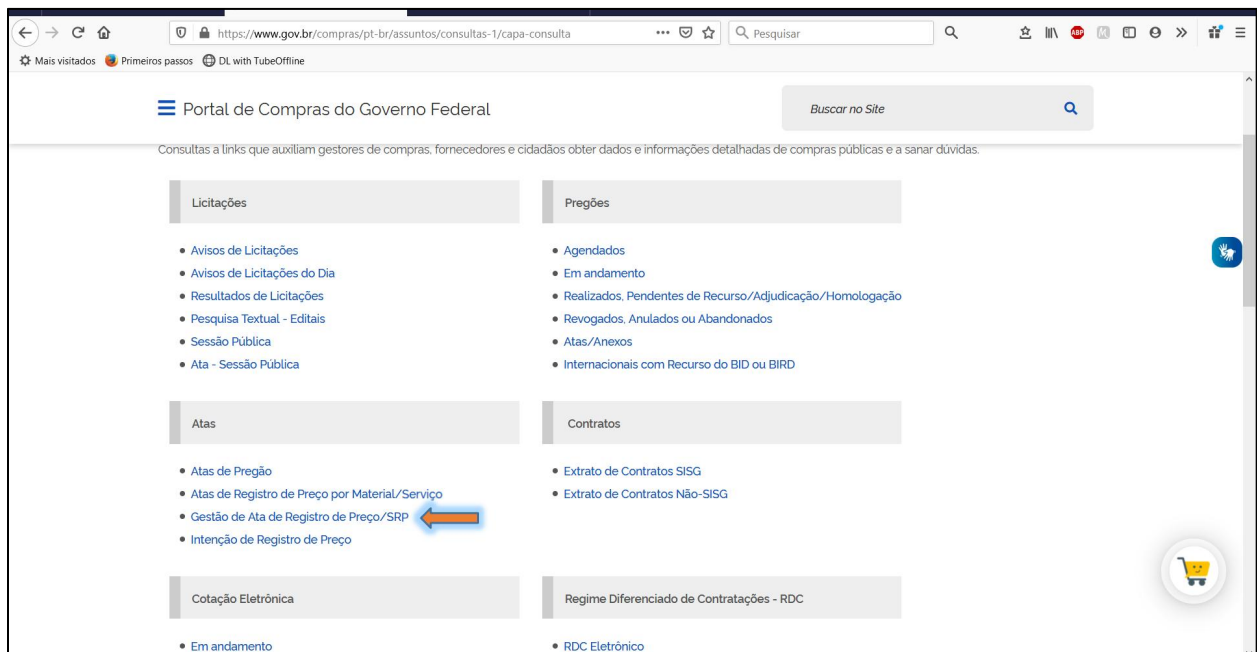 https://www.gov.br/compras/pt-br/assuntos/consultas-1/capa-consulta
Pesquisar
ABP
Mais visitados
Primeiros passos
DL with TubeOffline
Portal de Compras do Governo Federal
Buscar no Site
Consultas a links que auxiliam gestores de compras, fornecedores e cidadãos obter dados e informações detalhadas de compras públicas e a sanar dúvidas.
Licitações
Avisos de Licitações
Avisos de Licitações do Dia
Resultados de Licitações
Pesquisa Textual - Editais
Sessão Pública
Ata - Sessão Pública
Pregões
Agendados
Em andamento
Realizados, Pendentes de Recurso/Adjudicação/Homologação
Revogados, Anulados ou Abandonados
Atas/Anexos
Internacionais com Recurso do BID ou BIRD
Atas
Atas de Pregão
Atas de Registro de Preço por Material/Serviço
Gestão de Ata de Registro de Preço/SRP
Intenção de Registro de Preço
Contratos
Extrato de Contratos SISG
Extrato de Contratos Não-SISG
Cotação Eletrônica
Em andamento
Regime Diferenciado de Contratações - RDC
RDC Eletrônico